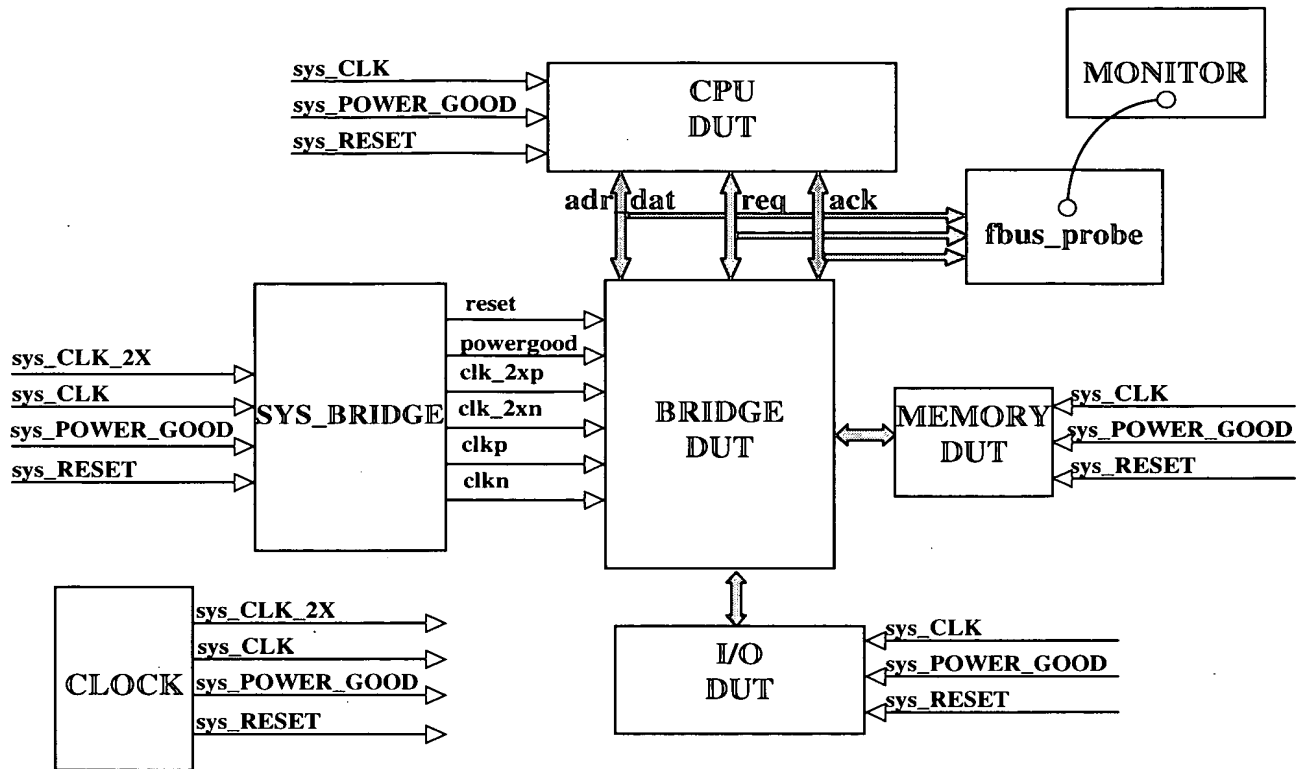 sys_CLK
sys_POWER_GOOD
sys_RESET
CPU
DUT
MONITOR
adr dat
req
ack
fbus_probe
sys_CLK_2X
sys_CLK
sys_POWER_GOOD
sys_RESET
SYS_BRIDGE
reset
powergood
clk_2xp
clk_2xn
clkp
clkn
BRIDGE
DUT
MEMORY
DUT
sys_CLK
sys_POWER_GOOD
sys_RESET
CLOCK
sys_CLK_2X
sys_CLK
sys_POWER_GOOD
sys_RESET
I/O
DUT
sys_CLK
sys_POWER_GOOD
sys_RESET